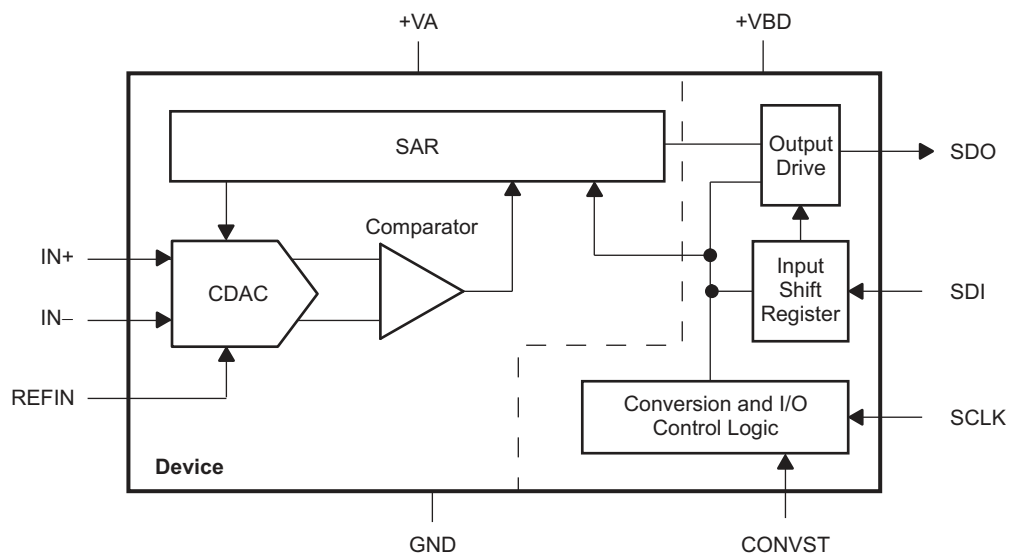 +VA
+VBD
SAR
Output
Drive
SDO
Comparator
IN+
CDAC
IN−
Input
Shift
Register
SDI
REFIN
Conversion and I/O
Control Logic
SCLK
Device
GND
CONVST